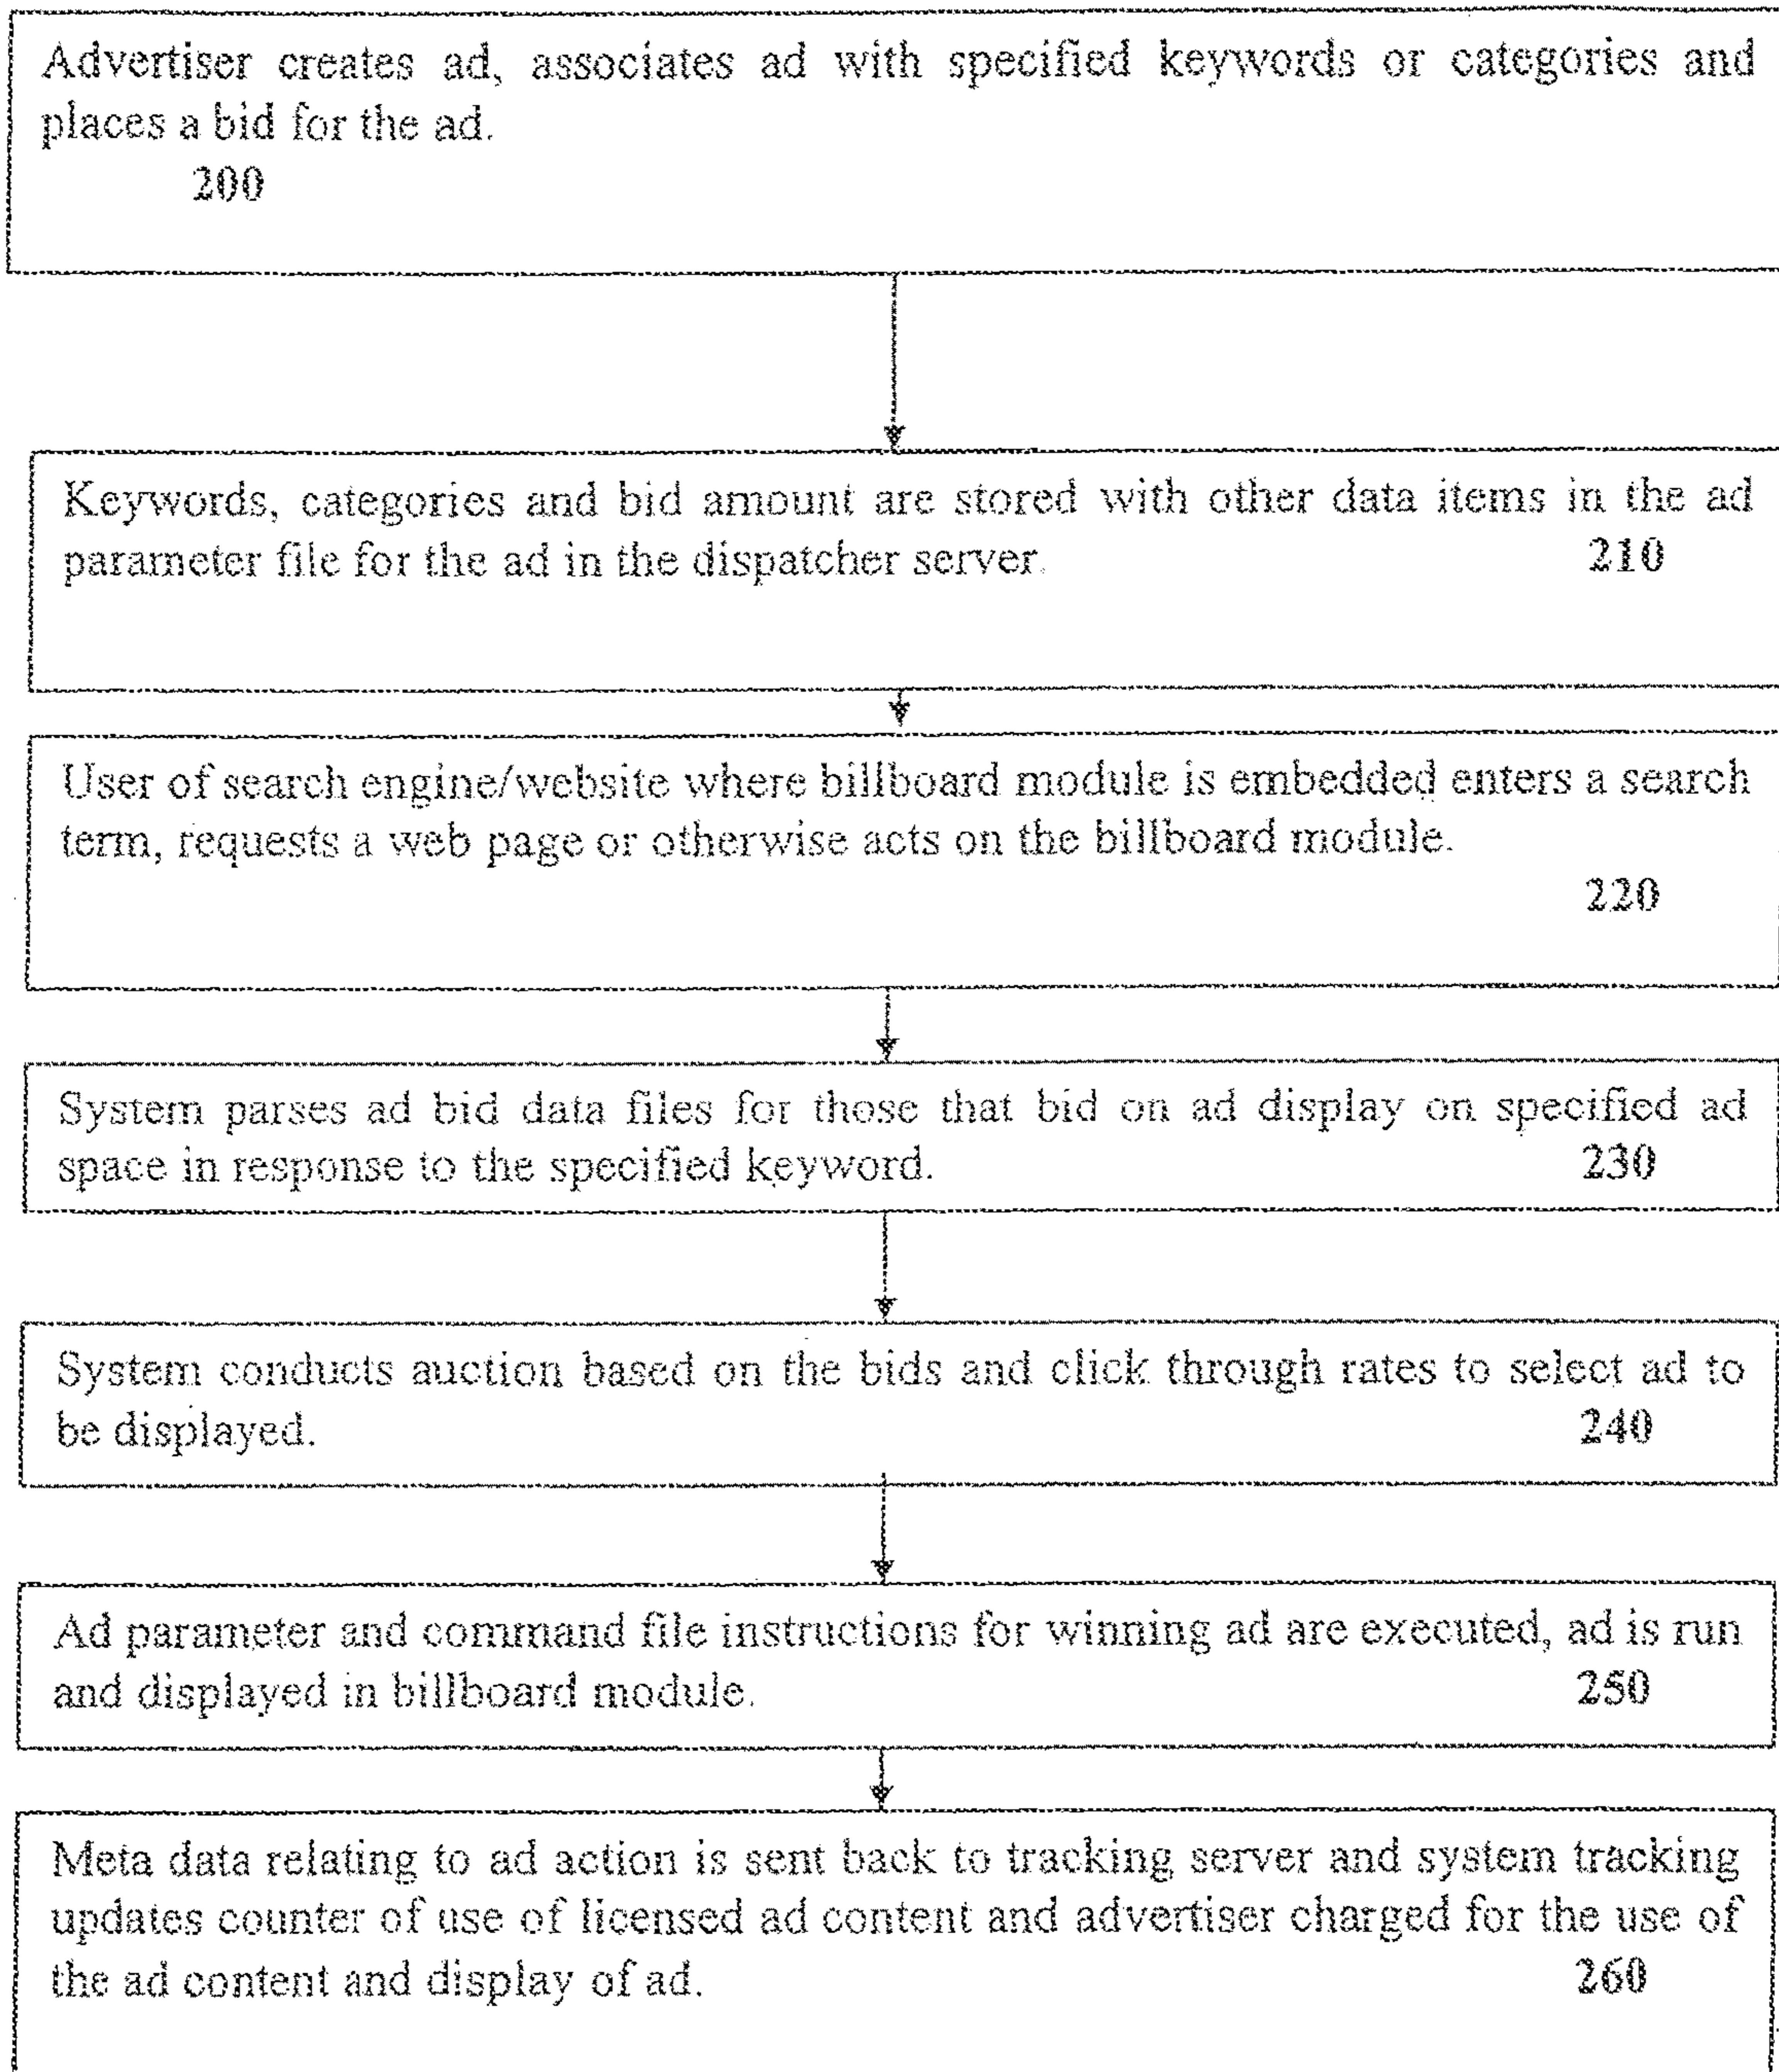 Advertiser creates ad, associates ad with specified keywords or categories and
places a bid for the ad.
200
Keywords, categories and bid amount are stored with other data items in the ad
parameter file for the ad in the dispatcher server.
210
User of search engine/website where billboard module is embedded enters a search
term, requests a web page or otherwise acts on the billboard module.
220
System parses ad bid data files for those that bid on ad display on specified ad
space in response to the specified keyword.
230
System conducts auction based on the bids and click through rates to select ad to
be displayed.
240
Ad parameter and command file instructions for winning ad are executed, ad is run
and displayed in billboard module.
250
Meta data relating to ad action is sent back to tracking server and system tracking
updates counter of use of licensed ad content and advertiser charged for the use of
the ad content and display of ad.
260